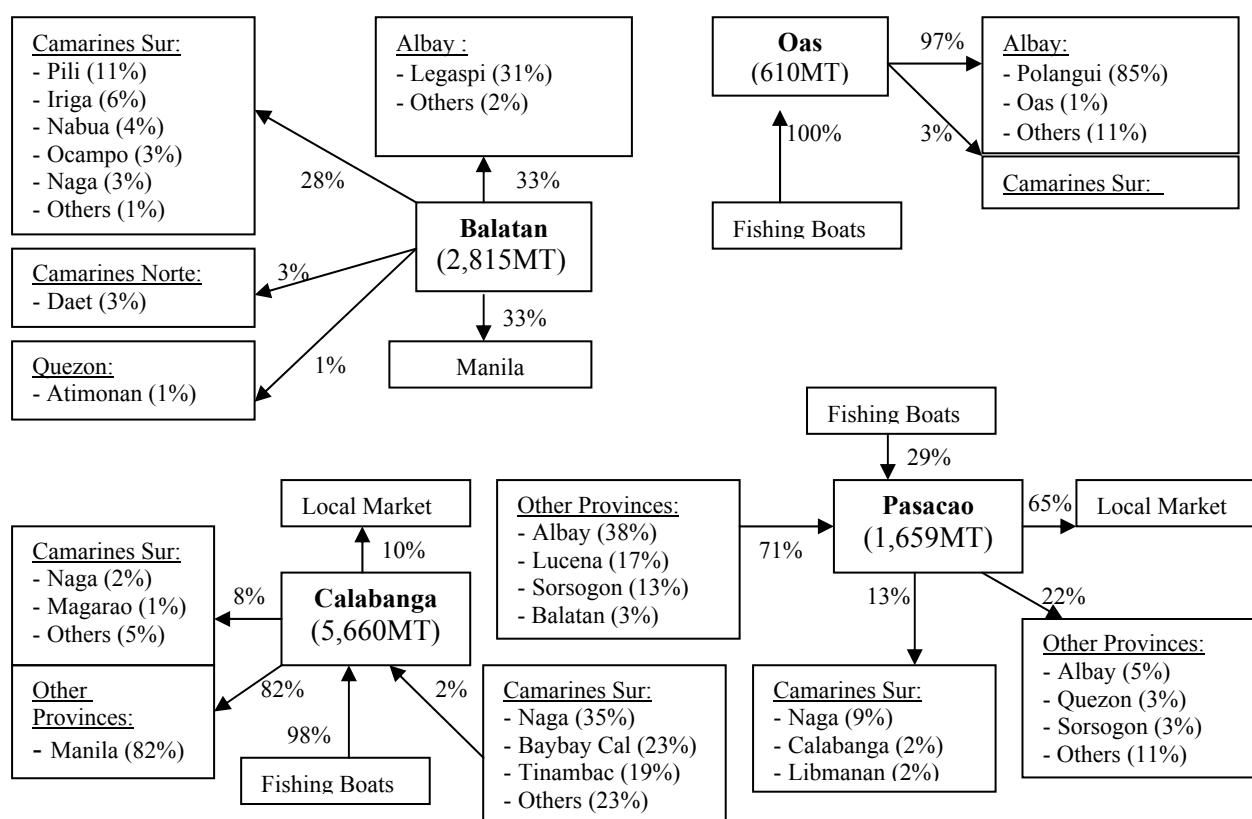 Camarines Sur:
- Pili (11%)
- Iriga (6%)
- Nabua (4%)
- Ocampo (3%)
- Naga (3%)
- Others (1%)
28%
Albay :
- Legaspi (31%)
- Others (2%)
33%
Balatan
(2,815MT)
Camarines Norte:
- Daet (3%)
3%
Quezon:
- Atimonan (1%)
1%
33%
Manila
Oas
(610MT)
97%
Albay:
- Polangui (85%)
- Oas (1%)
- Others (11%)
3%
Camarines Sur:
100%
Fishing Boats
Local Market
10%
Camarines Sur:
- Naga (2%)
- Magarao (1%)
- Others (5%)
8%
Calabanga
(5,660MT)
Other
Provinces:
- Manila (82%)
82%
98%
Fishing Boats
2%
Camarines Sur:
- Naga (35%)
- Baybay Cal (23%)
- Tinambac (19%)
- Others (23%)
Fishing Boats
29%
Other Provinces:
- Albay (38%)
- Lucena (17%)
- Sorsogon (13%)
- Balatan (3%)
71%
Pasacao
(1,659MT)
65%
Local Market
13%
Camarines Sur:
- Naga (9%)
- Calabanga (2%)
- Libmanan (2%)
22%
Other Provinces:
- Albay (5%)
- Quezon (3%)
- Sorsogon (3%)
- Others (11%)